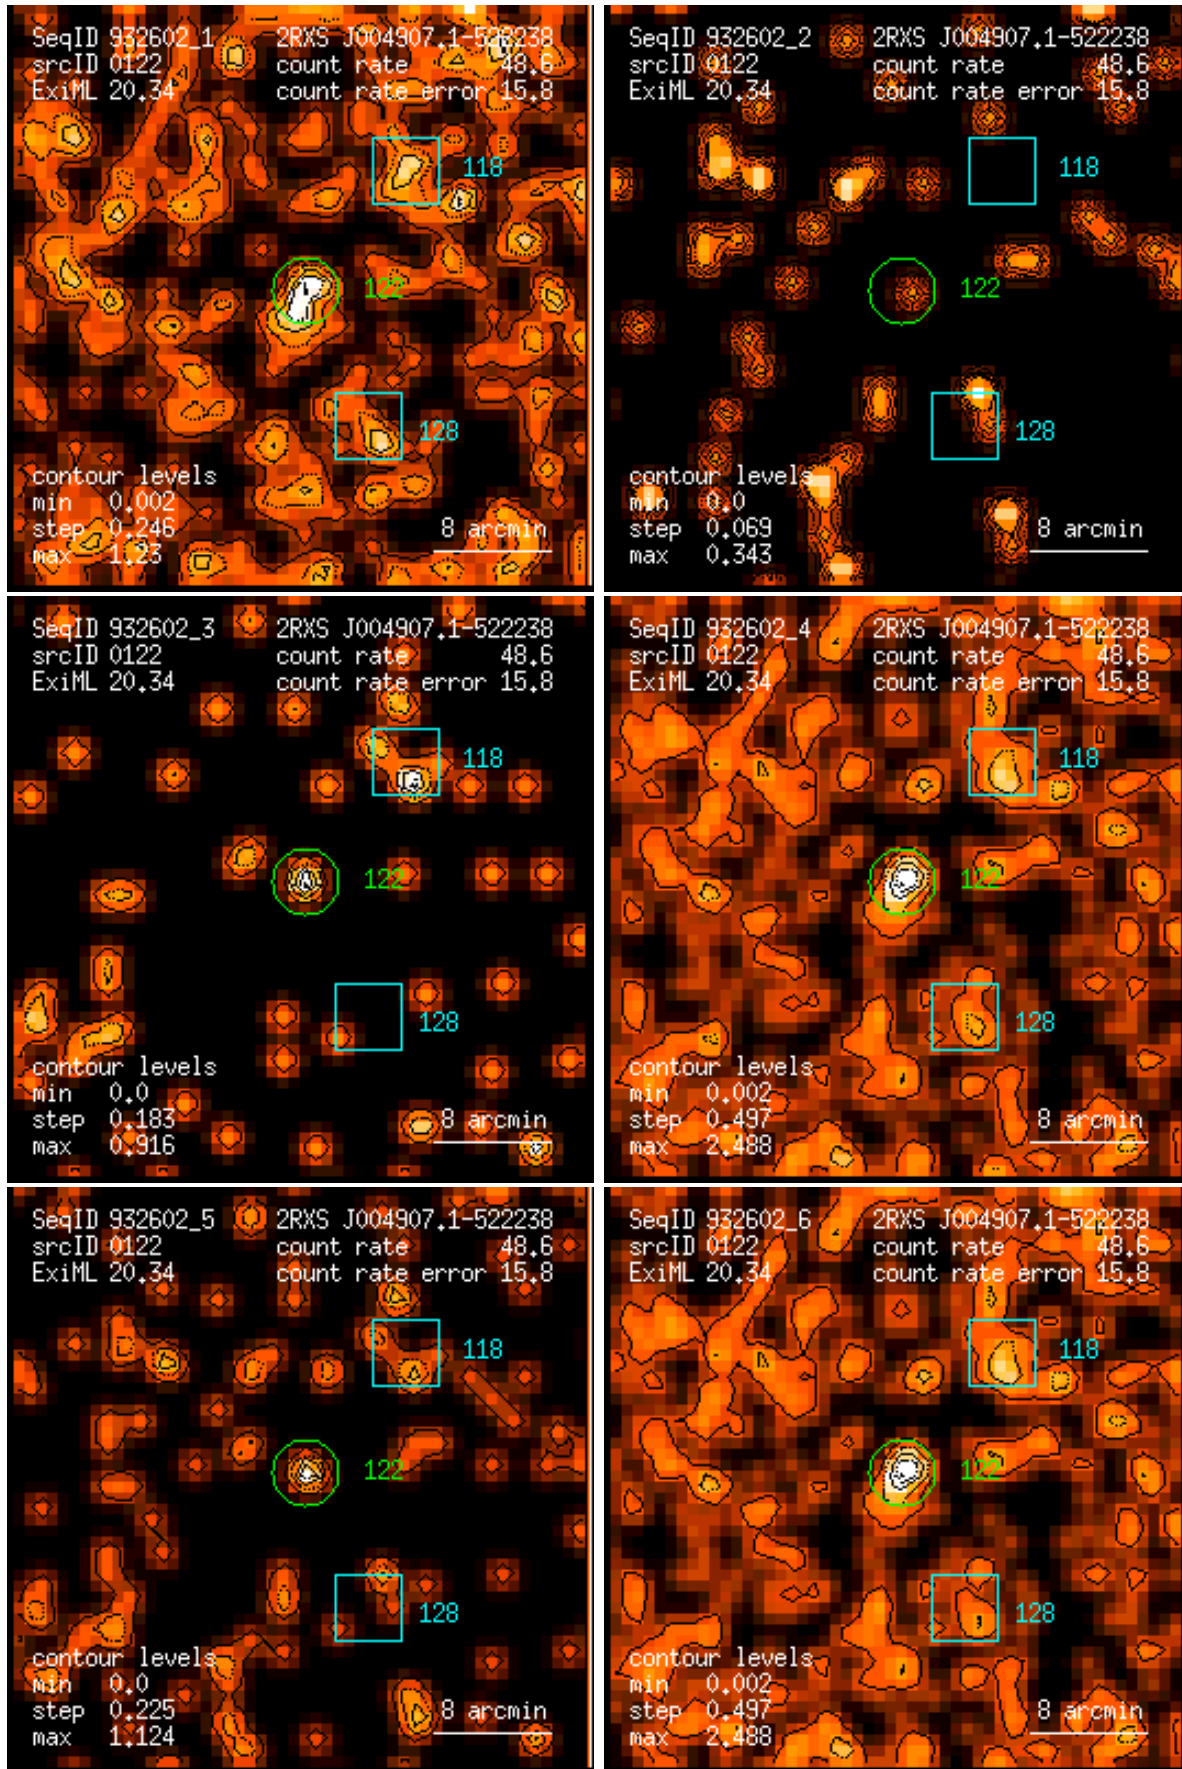 SeqID 932602_1 2RXS J004907.1-522238
srcID 0122 count rate 48.6
ExiML 20.34 count rate error 15.8
118
122
128
contour levels
min 0.002
step 0.246 8 arcmin
max 1.23
SeqID 932602_2 2RXS J004907.1-522238
srcID 0122 count rate 48.6
ExiML 20.34 count rate error 15.8
118
122
128
contour levels
min 0.0
step 0.069 8 arcmin
max 0.343
SeqID 932602_3 2RXS J004907.1-522238
srcID 0122 count rate 48.6
ExiML 20.34 count rate error 15.8
118
122
128
contour levels
min 0.0
step 0.183 8 arcmin
max 0.916
SeqID 932602_4 2RXS J004907.1-522238
srcID 0122 count rate 48.6
ExiML 20.34 count rate error 15.8
118
122
128
contour levels
min 0.002
step 0.497 8 arcmin
max 2.488
SeqID 932602_5 2RXS J004907.1-522238
srcID 0122 count rate 48.6
ExiML 20.34 count rate error 15.8
118
122
128
contour levels
min 0.0
step 0.225 8 arcmin
max 1.124
SeqID 932602_6 2RXS J004907.1-522238
srcID 0122 count rate 48.6
ExiML 20.34 count rate error 15.8
118
122
128
contour levels
min 0.002
step 0.497 8 arcmin
max 2.488